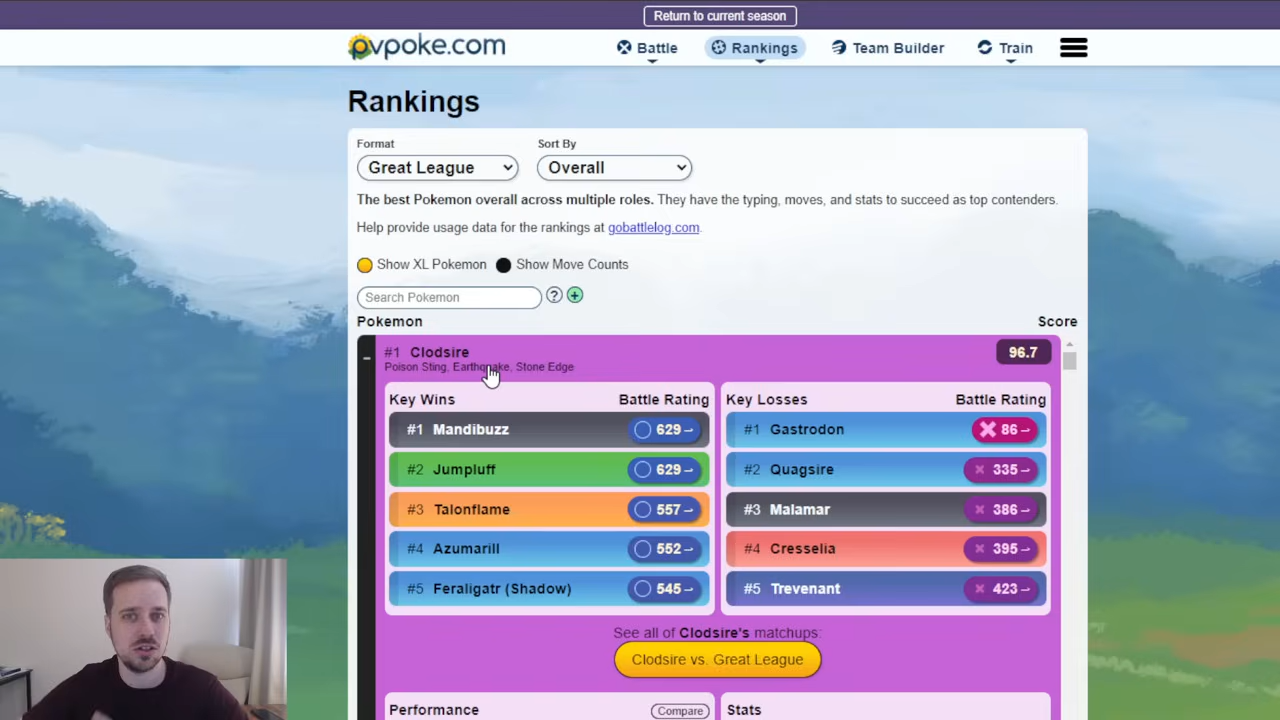 Return to current season
pvpoke.com
Battle
Rankings
Team Builder
Train
Rankings
Format
Sort By
Great League
Overall
The best Pokemon overall across multiple roles. They have the typing, moves, and stats to succeed as top contenders.
Help provide usage data for the rankings at gobattlelog.com.
Show XL Pokemon
Show Move Counts
Search Pokemon
?
+
Pokemon
Score
#1 Clodsire
96.7
Poison Sting, Earthquake, Stone Edge
Key Wins
Battle Rating
#1 Mandibuzz
629
#2 Jumpluff
629
#3 Talonflame
557
#4 Azumarill
552
#5 Feraligatr (Shadow)
545
Key Losses
Battle Rating
#1 Gastrodon
86
#2 Quagsire
335
#3 Malamar
386
#4 Cresselia
395
#5 Trevenant
423
See all of Clodsire's matchups:
Clodsire vs. Great League
Performance
Compare
Stats